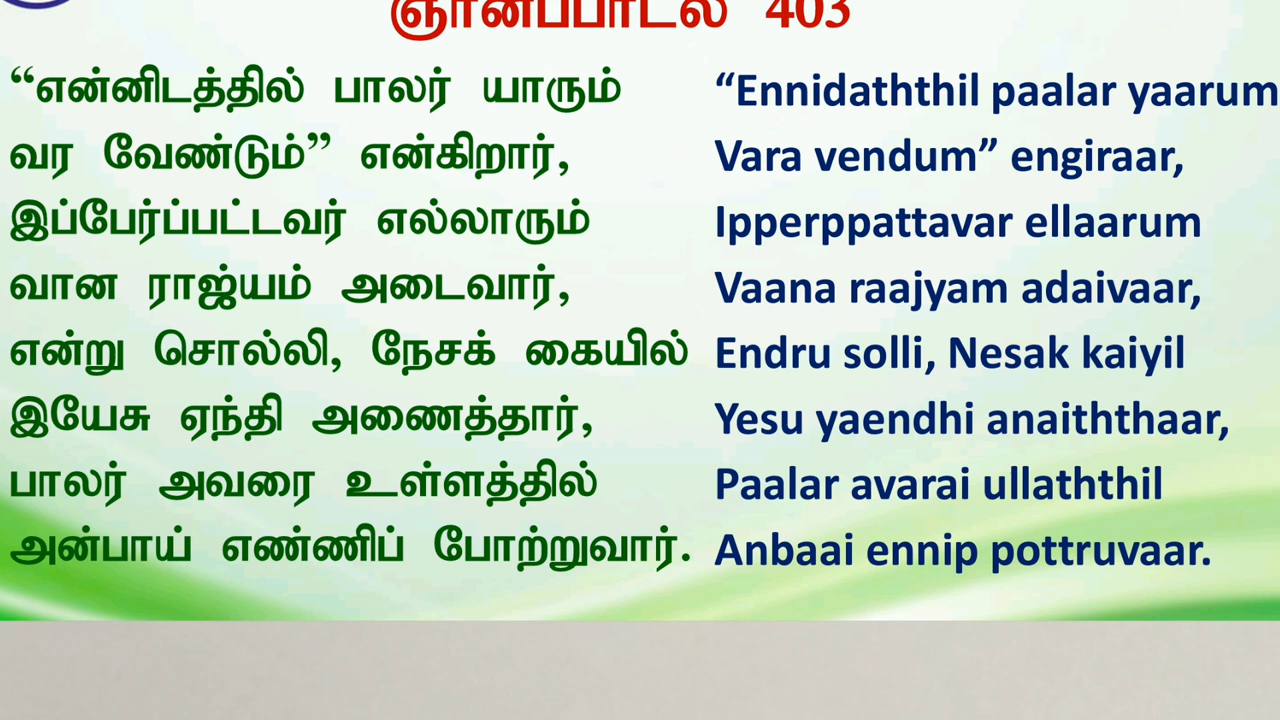 ஞானப்பாடல் 403
“என்னிடத்தில் பாலர் யாரும்
வர வேண்டும்” என்கிறார்,
இப்பேர்ப்பட்டவர் எல்லாரும்
வான ராஜ்யம் அடைவார்,
என்று சொல்லி, நேசக் கையில்
இயேசு ஏந்தி அணைத்தார்,
பாலர் அவரை உள்ளத்தில்
அன்பாய் எண்ணிப் போற்றுவார்.
“Ennidaththil paalar yaarum
Vara vendum” engiraar,
Ipperppattavar ellaarum
Vaana raajyam adaivaar,
Endru solli, Nesak kaiyil
Yesu yaendhi anaiththaar,
Paalar avarai ullaththil
Anbaai ennip pottruvaar.